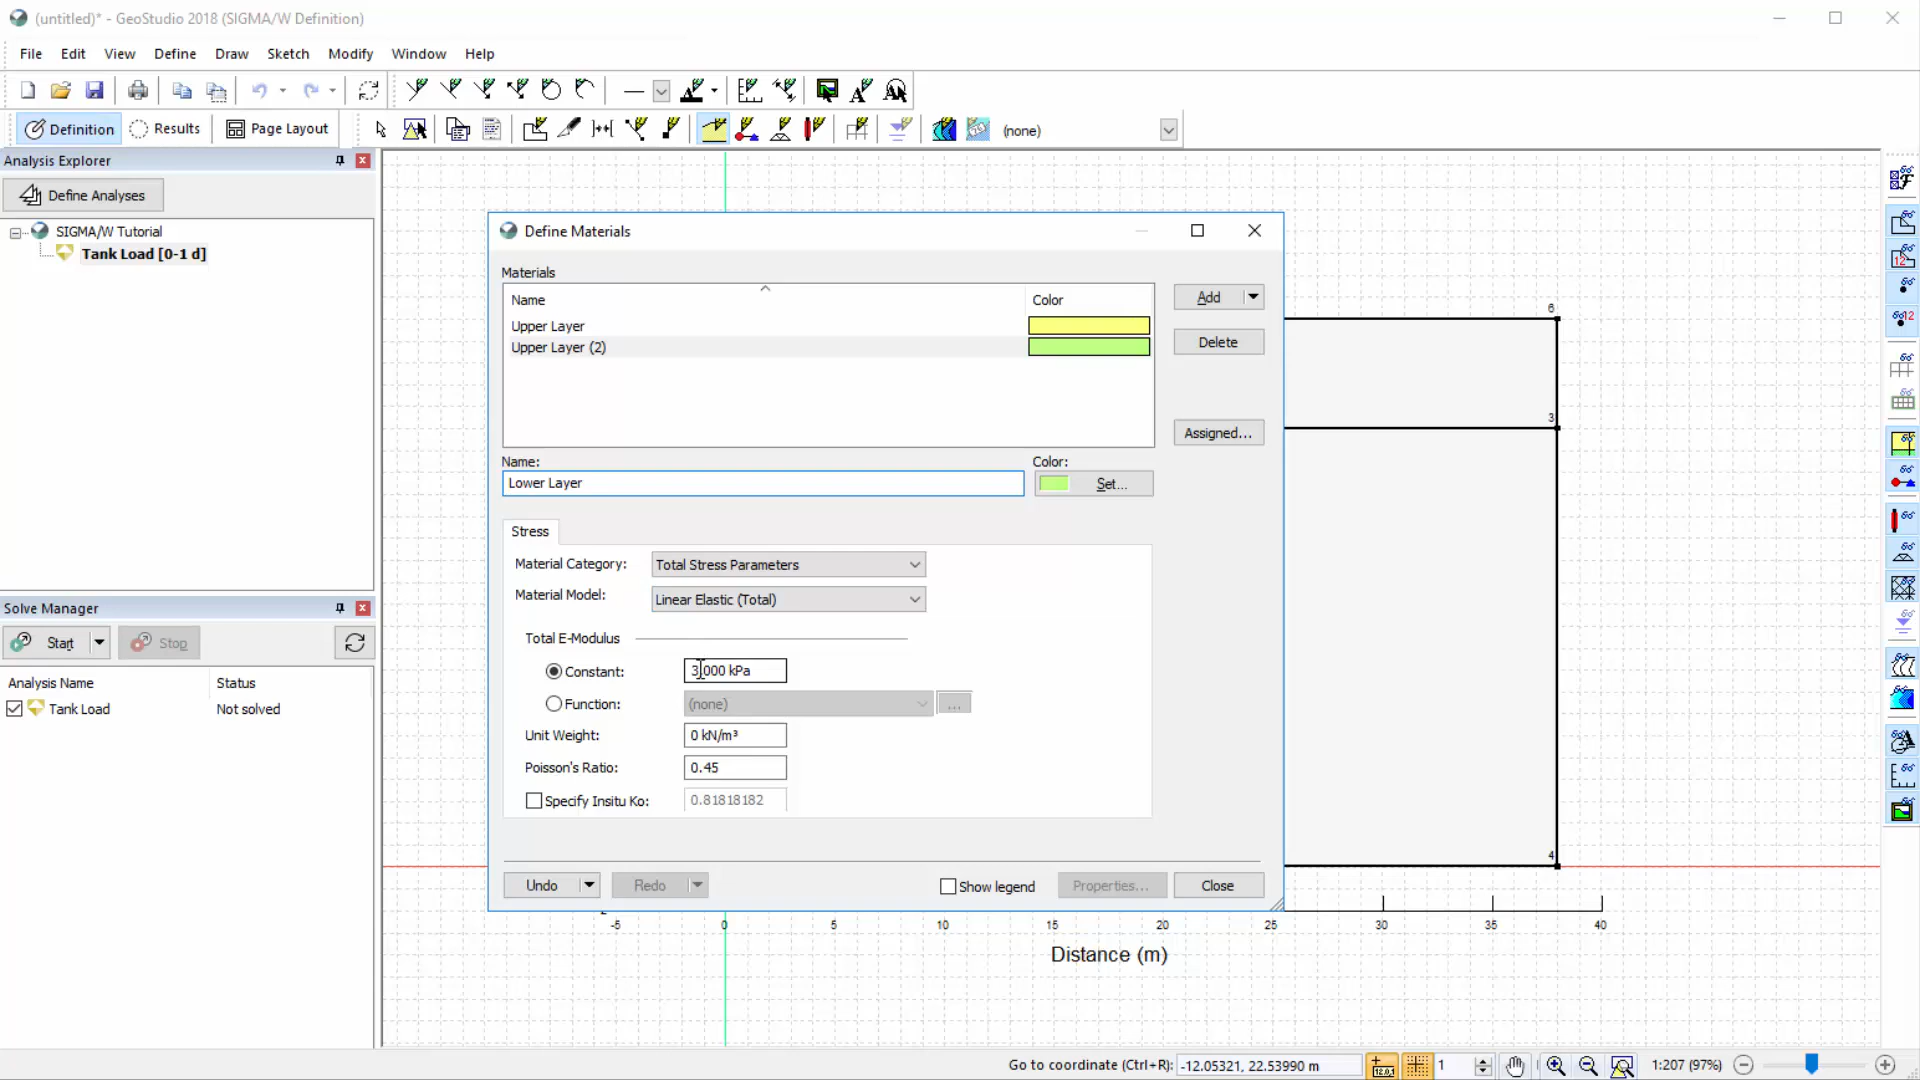 (untitled)* - GeoStudio 2018 (SIGMA/W Definition)
File Edit View Define Draw Sketch Modify Window Help
Definition Results Page Layout (none)
Analysis Explorer
Define Analyses
SIGMA/W Tutorial
Tank Load [0-1 d]
Solve Manager
Start Stop
Analysis Name Status
Tank Load Not solved
Define Materials
Materials
Name Color
Upper Layer
Upper Layer (2)
Add
Delete
Assigned...
Name: Color:
Lower Layer Set...
Stress
Material Category: Total Stress Parameters
Material Model: Linear Elastic (Total)
Total E-Modulus
Constant: 3,000 kPa
Function: (none) ...
Unit Weight: 0 kN/m³
Poisson's Ratio: 0.45
Specify Insitu Ko: 0.81818182
Undo Redo Show legend Properties... Close
6
3
4
-5 0 5 10 15 20 25 30 35 40
Distance (m)
Go to coordinate (Ctrl+R): -12.05321, 22.53990 m 1 1:207 (97%)